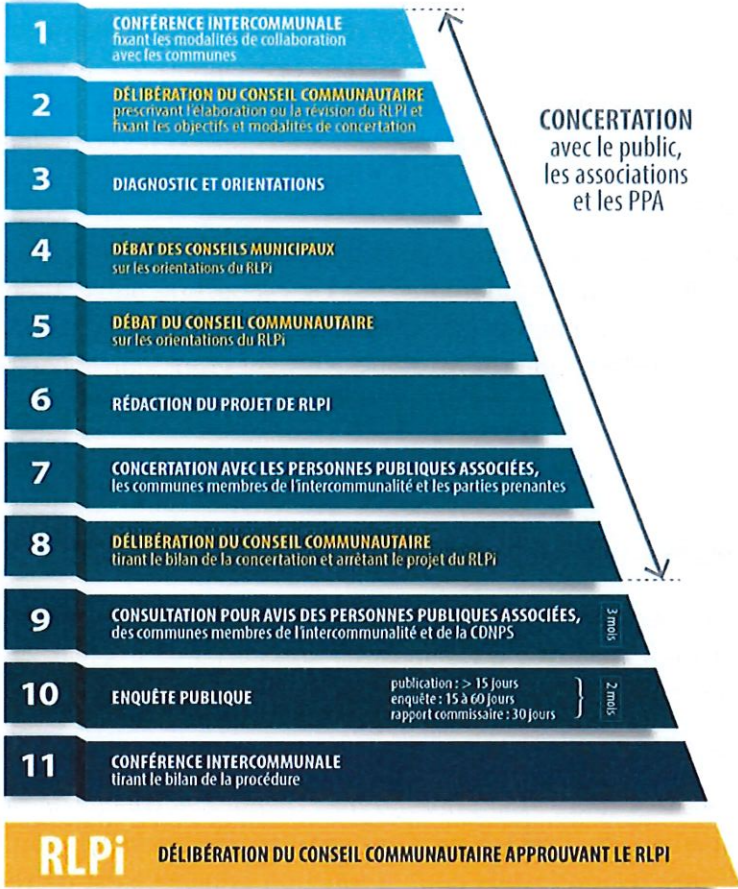 1
CONFÉRENCE INTERCOMMUNALE
fixant les modalités de collaboration
avec les communes
2
DÉLIBÉRATION DU CONSEIL COMMUNAUTAIRE
prescrivant l'élaboration ou la révision du RLPI et
fixant les objectifs et modalités de concertation
CONCERTATION
avec le public,
les associations
et les PPA
3
DIAGNOSTIC ET ORIENTATIONS
4
DÉBAT DES CONSEILS MUNICIPAUX
sur les orientations du RLPi
5
DÉBAT DU CONSEIL COMMUNAUTAIRE
sur les orientations du RLPi
6
RÉDACTION DU PROJET DE RLPI
7
CONCERTATION AVEC LES PERSONNES PUBLIQUES ASSOCIÉES,
les communes membres de l'intercommunalité et les parties prenantes
8
DÉLIBÉRATION DU CONSEIL COMMUNAUTAIRE
tirant le bilan de la concertation et arrêtant le projet du RLPi
9
CONSULTATION POUR AVIS DES PERSONNES PUBLIQUES ASSOCIÉES,
des communes membres de l'intercommunalité et de la CDNPS
3 mois
10
ENQUÊTE PUBLIQUE
publication : > 15 jours
enquête : 15 à 60 jours
rapport commissaire : 30 jours
2 mois
11
CONFÉRENCE INTERCOMMUNALE
tirant le bilan de la procédure
RLPi DÉLIBÉRATION DU CONSEIL COMMUNAUTAIRE APPROUVANT LE RLPI